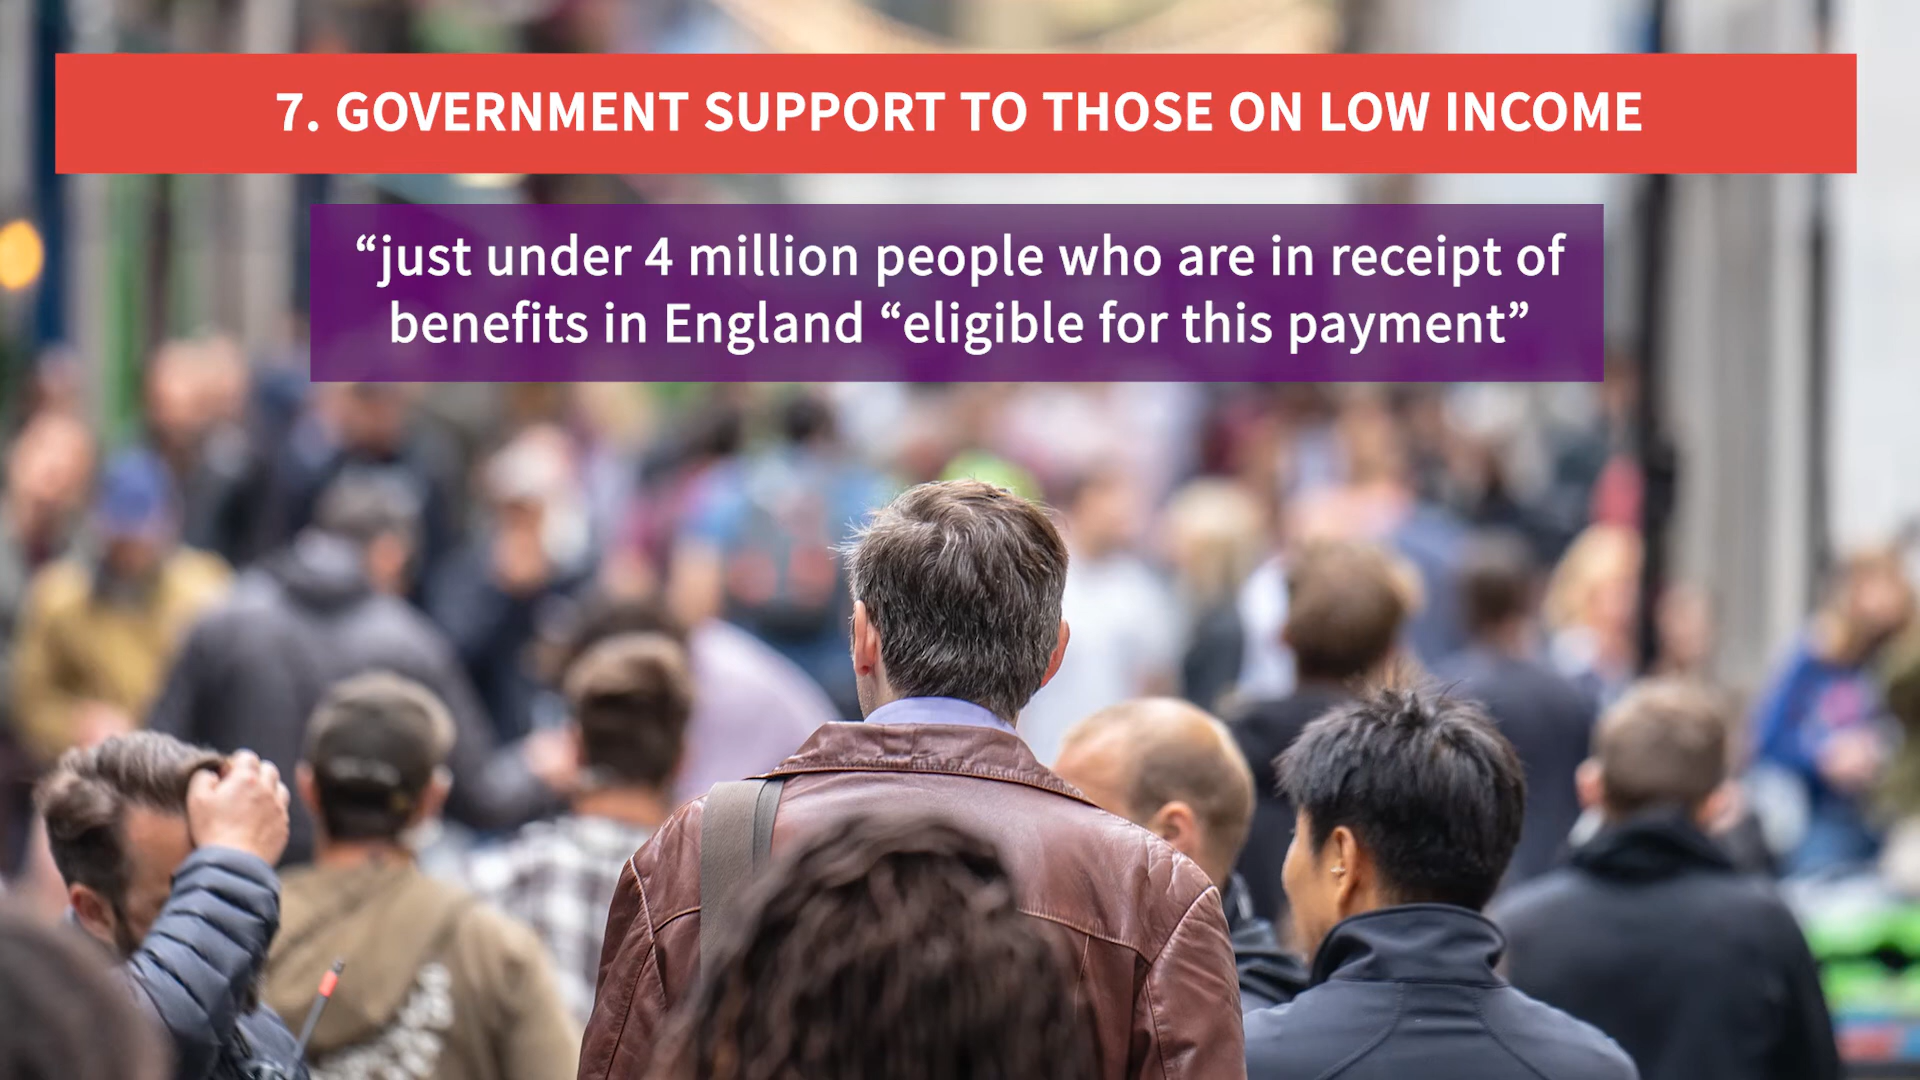 7. GOVERNMENT SUPPORT TO THOSE ON LOW INCOME
“just under 4 million people who are in receipt of
benefits in England “eligible for this payment”